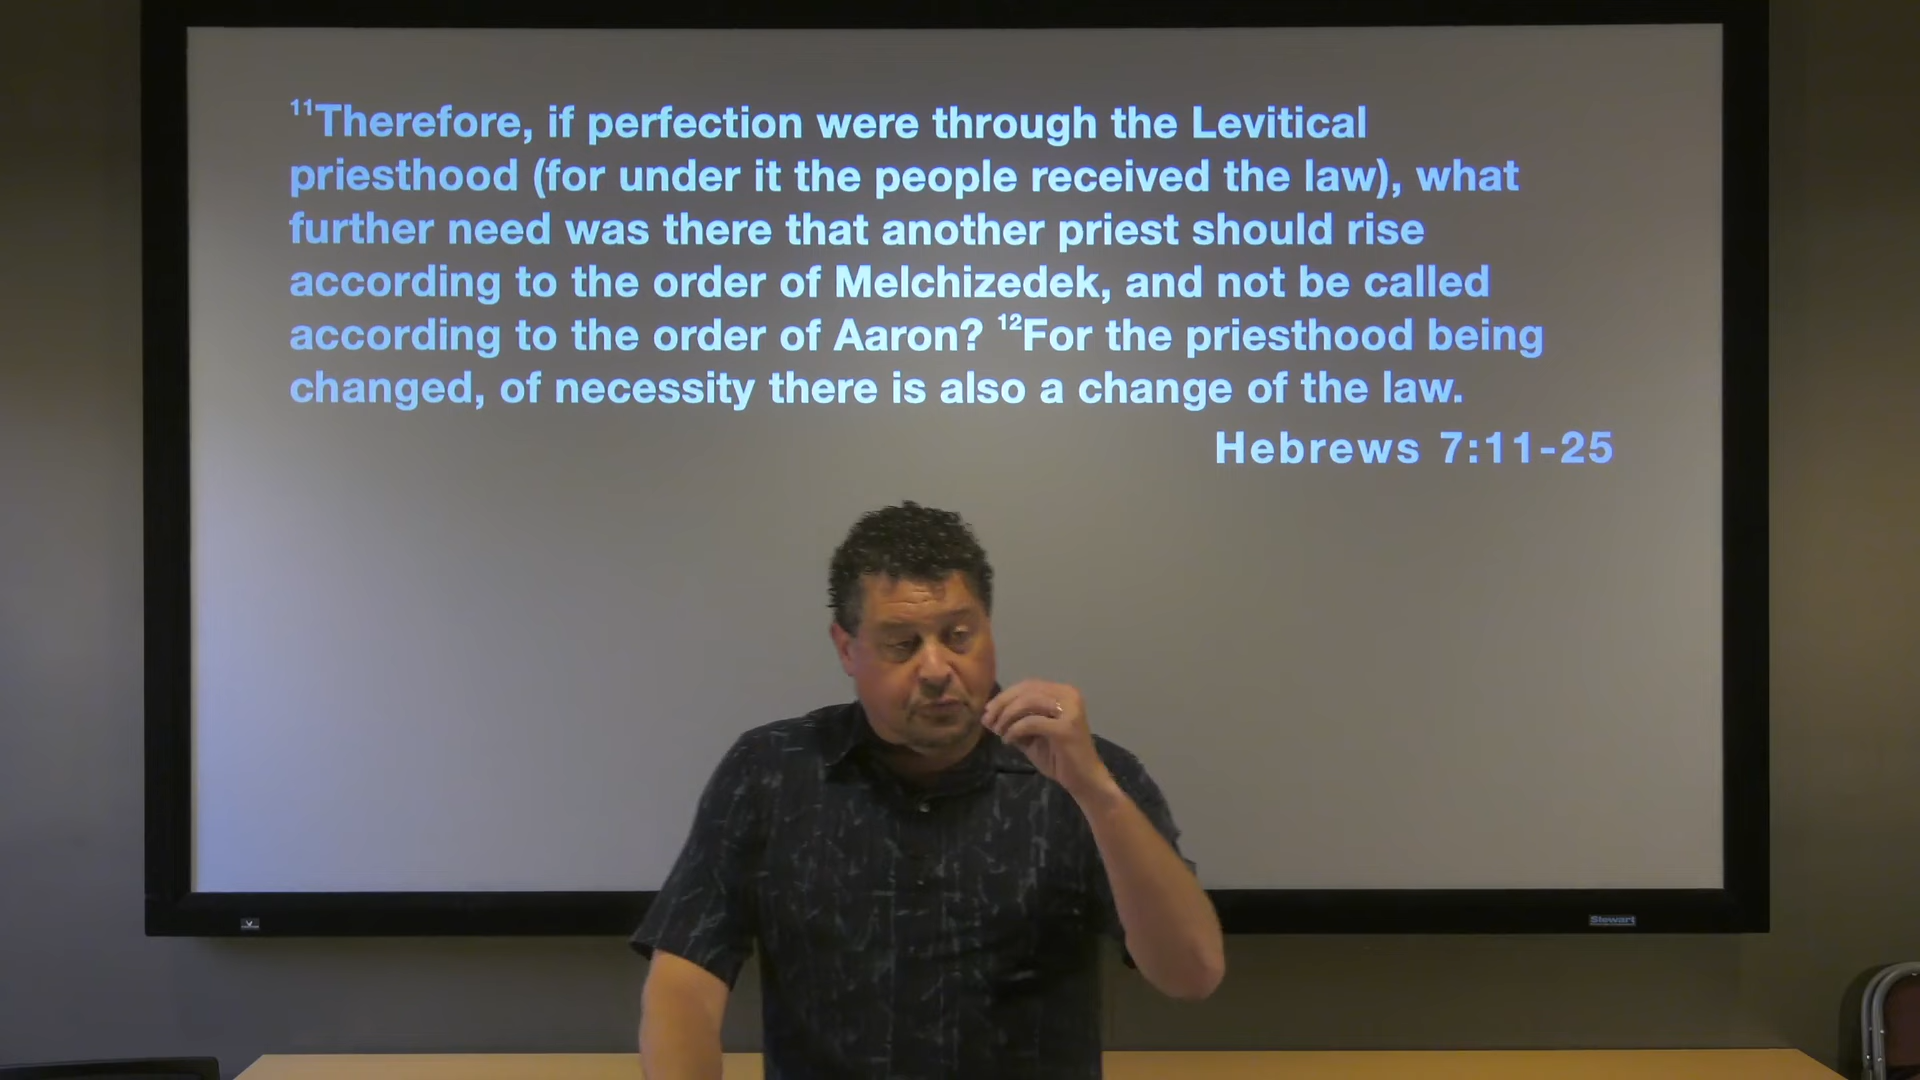 ¹¹Therefore, if perfection were through the Levitical
priesthood (for under it the people received the law), what
further need was there that another priest should rise
according to the order of Melchizedek, and not be called
according to the order of Aaron? ¹²For the priesthood being
changed, of necessity there is also a change of the law.
Hebrews 7:11-25
Stewart